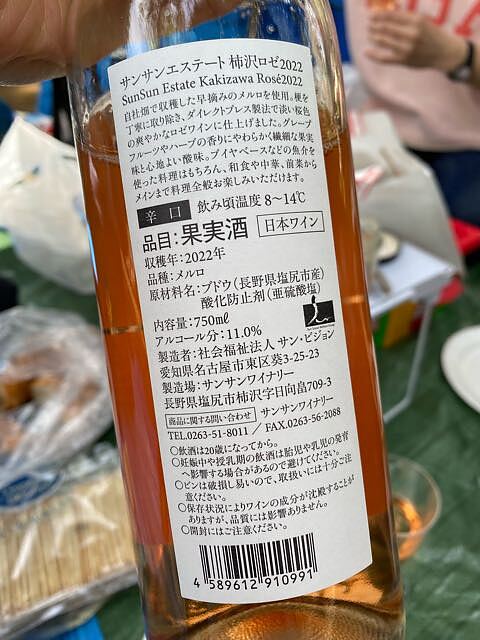 サンサンエステート 柿沢ロゼ2022
SunSun Estate Kakizawa Rosé2022
自社畑で収穫した早摘みのメルロを使用。梗を
丁寧に取り除き、ダイレクトプレス製法で淡い桜色
の爽やかなロゼワインに仕上げました。グレープ
フルーツやハーブの香りにやわらかく繊細な果実
味と心地よい酸味。ブイヤベースなどの魚介を
使った料理はもちろん、和食や中華、前菜から
メインまで料理全般お楽しみいただけます。
辛口 飲み頃温度 8〜14℃
品目:果実酒 日本ワイン
収穫年:2022年
品種:メルロ
原材料名:ブドウ(長野県塩尻市産)
酸化防止剤(亜硫酸塩)
内容量:750mℓ
アルコール分:11.0%
製造者:社会福祉法人 サン・ビジョン
愛知県名古屋市東区葵3-25-23
製造場:サンサンワイナリー
長野県塩尻市柿沢字日向畠709-3
商品に関する問い合わせ サンサンワイナリー
TEL.0263-51-8011/FAX.0263-56-2088
○飲酒は20歳になってから。
○妊娠中や授乳期の飲酒は胎児や乳児の発育
へ影響する場合があるので避けてください。
○ビンは破損し易いので、取扱いには十分ご注
意ください。
○保存状況によりワインの成分が沈殿することが
ありますが、品質には影響ありません。
○開封にはご注意ください。
4 589612 910991